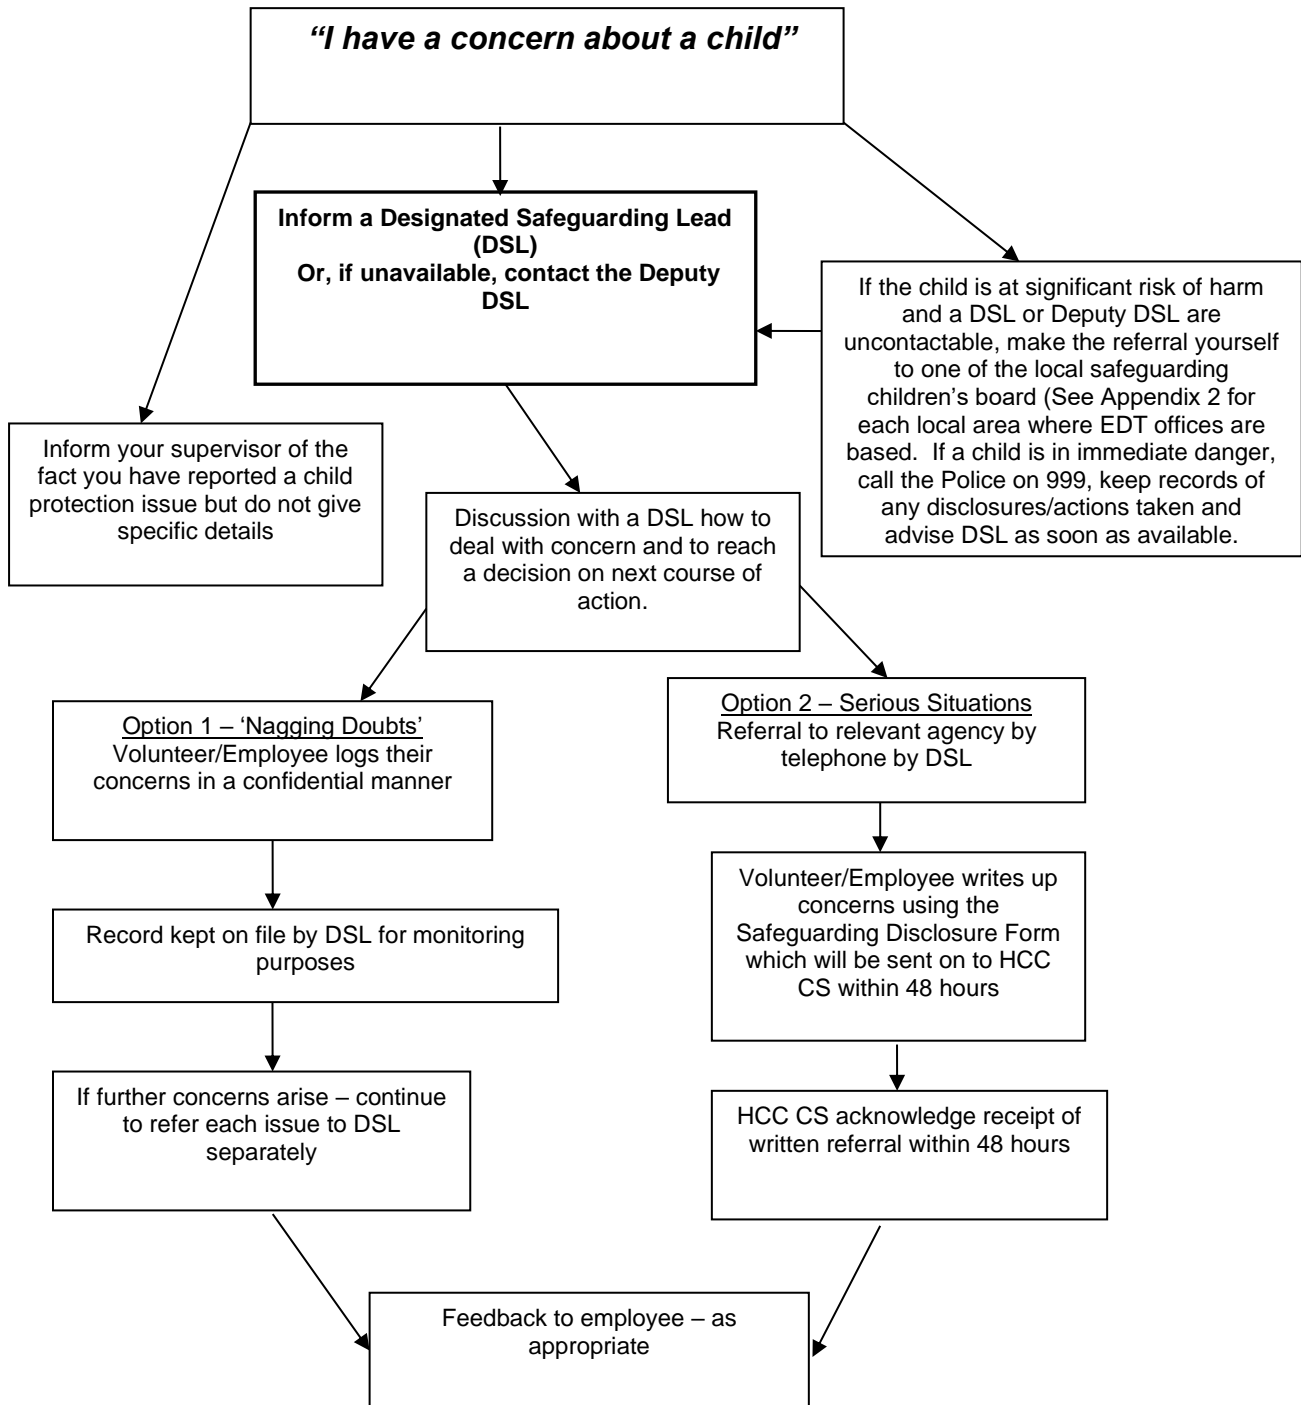 “I have a concern about a child”
Inform a Designated Safeguarding Lead
(DSL)
Or, if unavailable, contact the Deputy
DSL
If the child is at significant risk of harm
and a DSL or Deputy DSL are
uncontactable, make the referral yourself
to one of the local safeguarding
children’s board (See Appendix 2 for
each local area where EDT offices are
based.  If a child is in immediate danger,
call the Police on 999, keep records of
any disclosures/actions taken and
advise DSL as soon as available.
Inform your supervisor of the
fact you have reported a child
protection issue but do not give
specific details
Discussion with a DSL how to
deal with concern and to reach
a decision on next course of
action.
Option 1 – ‘Nagging Doubts’
Volunteer/Employee logs their
concerns in a confidential manner
Record kept on file by DSL for monitoring
purposes
If further concerns arise – continue
to refer each issue to DSL
separately
Option 2 – Serious Situations
Referral to relevant agency by
telephone by DSL
Volunteer/Employee writes up
concerns using the
Safeguarding Disclosure Form
which will be sent on to HCC
CS within 48 hours
HCC CS acknowledge receipt of
written referral within 48 hours
Feedback to employee – as
appropriate